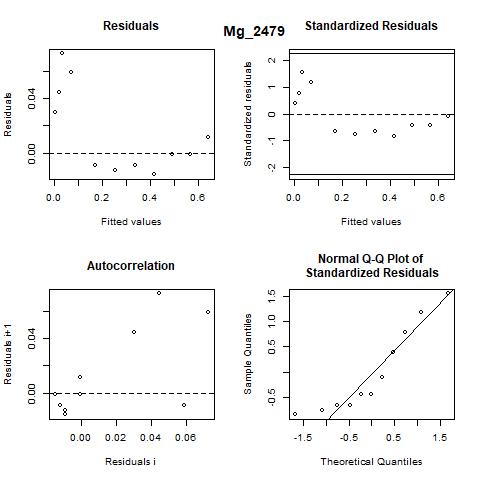 Mg_2479
Residuals
Residuals
0.00 0.04
0.0 0.2 0.4 0.6
Fitted values
Standardized Residuals
Standardized residuals
-2 -1 0 1 2
0.0 0.2 0.4 0.6
Fitted values
Autocorrelation
Residuals i+1
0.00 0.04
0.00 0.02 0.04 0.06
Residuals i
Normal Q-Q Plot of
Standardized Residuals
Sample Quantiles
-0.5 0.5 1.0 1.5
-1.5 -0.5 0.5 1.5
Theoretical Quantiles